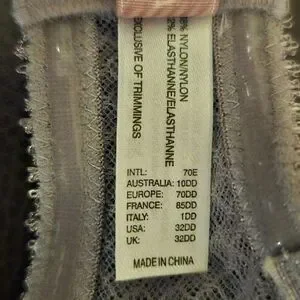 % NYLON/NYLON
% ELASTHANNE/ELASTHANNE
EXCLUSIVE OF TRIMMINGS
INTL: 70E
AUSTRALIA: 10DD
EUROPE: 70DD
FRANCE: 85DD
ITALY: 1DD
USA: 32DD
UK: 32DD
MADE IN CHINA